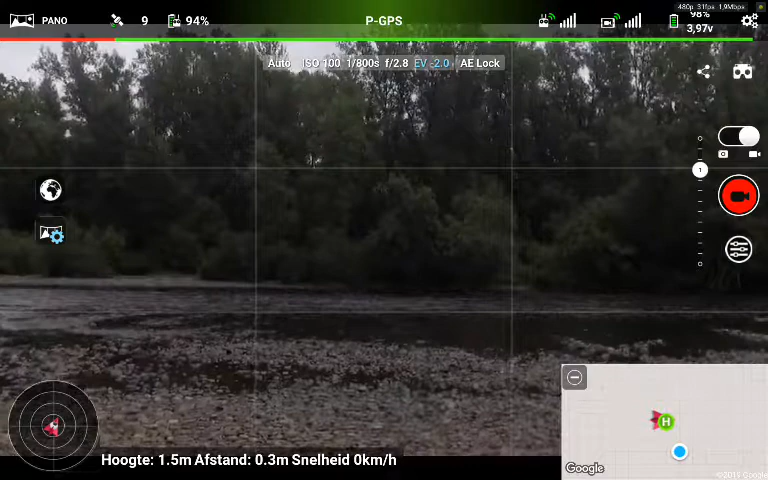 480p 31fps 1,9Mbps
PANO 9 94% P-GPS 98%
3,97v
Auto ISO 100 1/800s f/2.8 EV -2.0 AE Lock
1
H
Hoogte: 1.5m Afstand: 0.3m Snelheid 0km/h
Google
©2019 Google